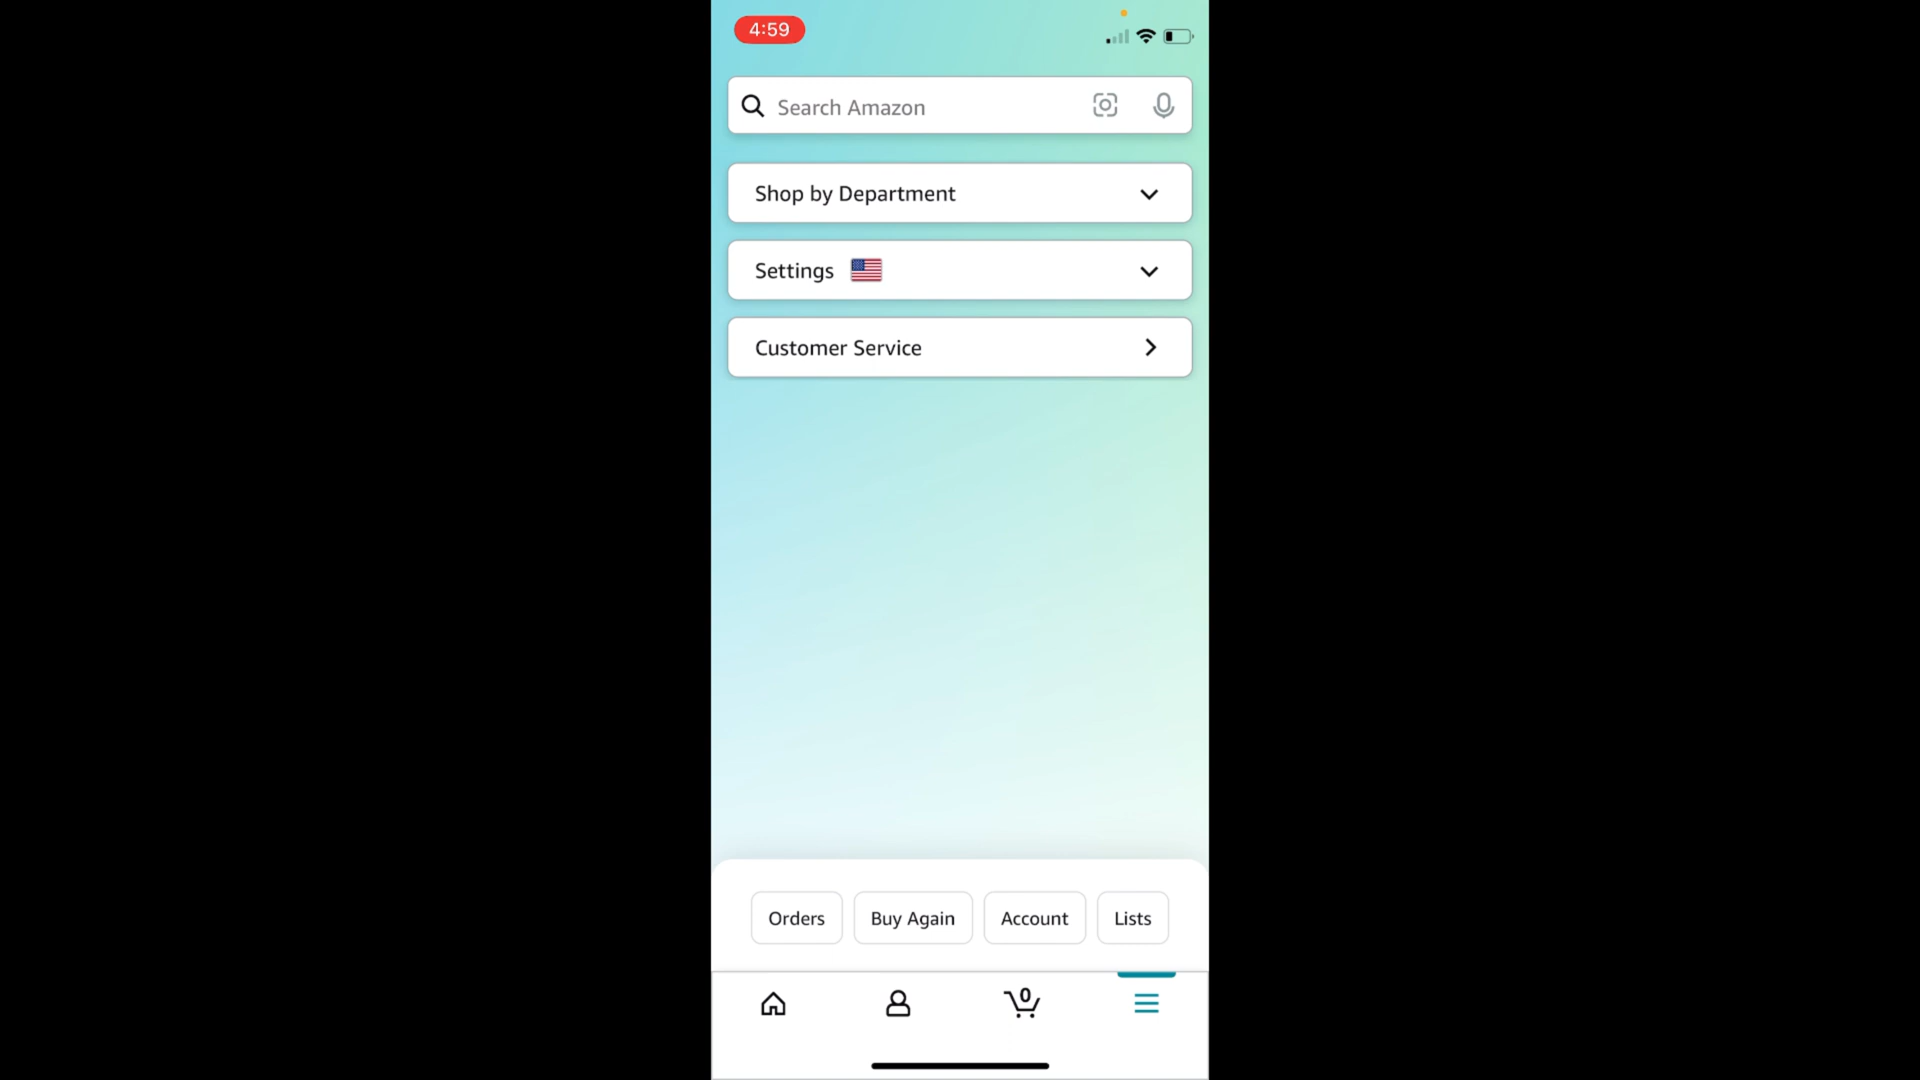 4:59
Search Amazon
Shop by Department
Settings
Customer Service
Orders Buy Again Account Lists
0